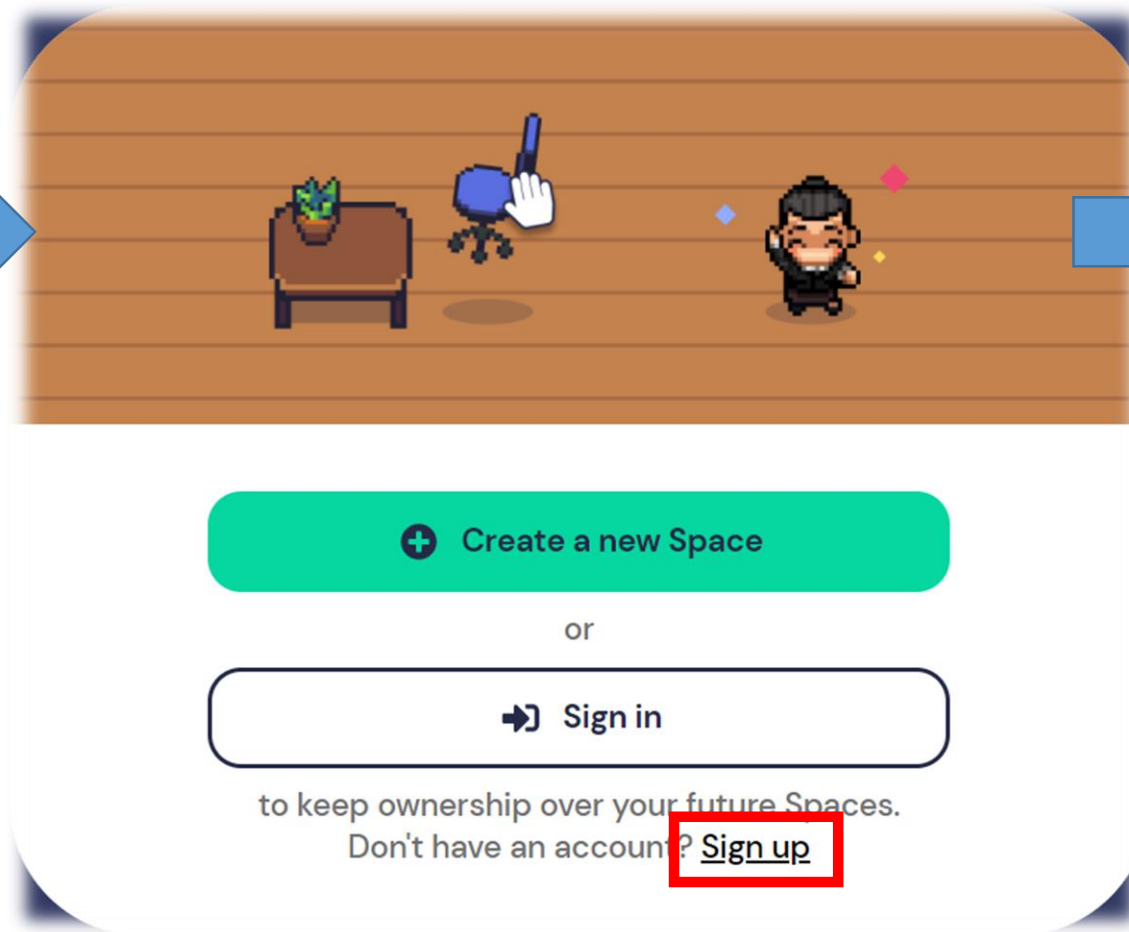 Create a new Space
or
Sign in
to keep ownership over your future Spaces.
Don't have an account? Sign up